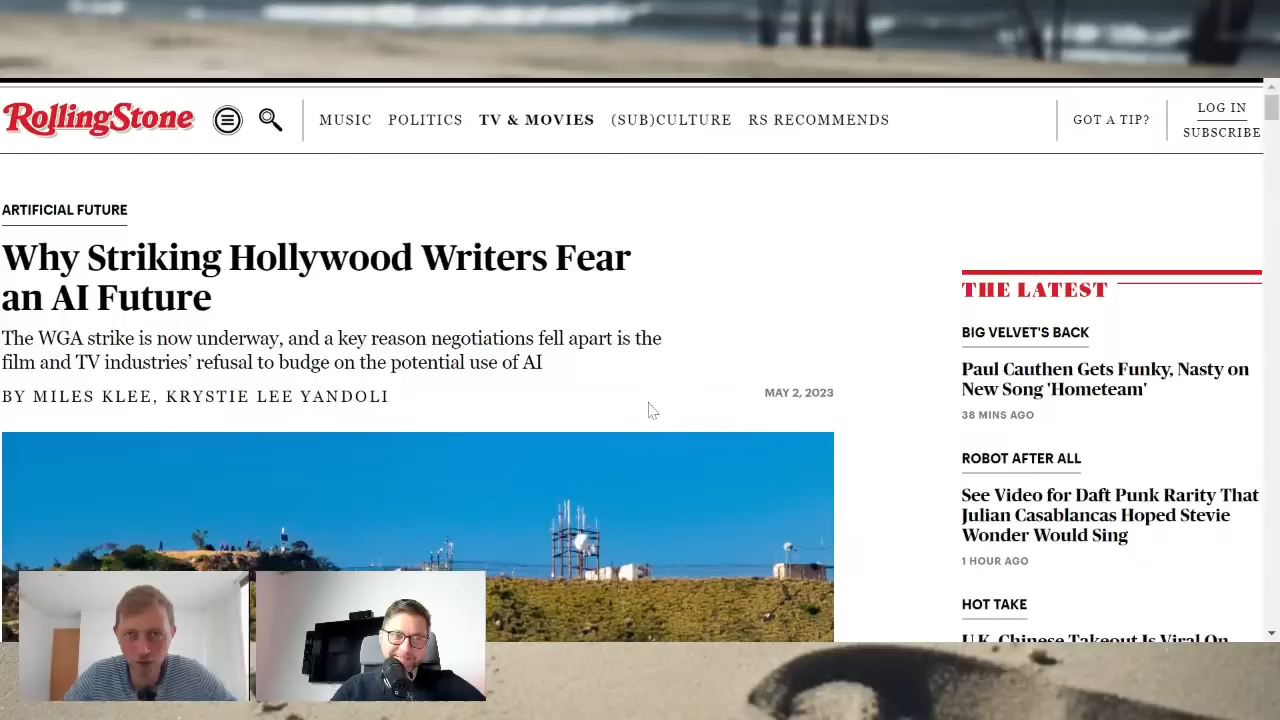 RollingStone
MUSIC POLITICS TV & MOVIES (SUB)CULTURE RS RECOMMENDS
GOT A TIP?
LOG IN
SUBSCRIBE
ARTIFICIAL FUTURE
Why Striking Hollywood Writers Fear
an AI Future
The WGA strike is now underway, and a key reason negotiations fell apart is the
film and TV industries' refusal to budge on the potential use of AI
BY MILES KLEE, KRYSTIE LEE YANDOLI
MAY 2, 2023
THE LATEST
BIG VELVET'S BACK
Paul Cauthen Gets Funky, Nasty on
New Song 'Hometeam'
38 MINS AGO
ROBOT AFTER ALL
See Video for Daft Punk Rarity That
Julian Casablancas Hoped Stevie
Wonder Would Sing
1 HOUR AGO
HOT TAKE
U.K. Chinese Takeout Is Viral On